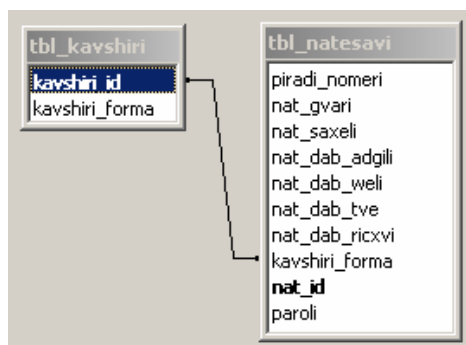 tbl_kavshiri
kavshiri_id
kavshiri_forma
tbl_natesavi
piradi_nomeri
nat_gvari
nat_saxeli
nat_dab_adgili
nat_dab_weli
nat_dab_tve
nat_dab_ricxvi
kavshiri_forma
nat_id
paroli